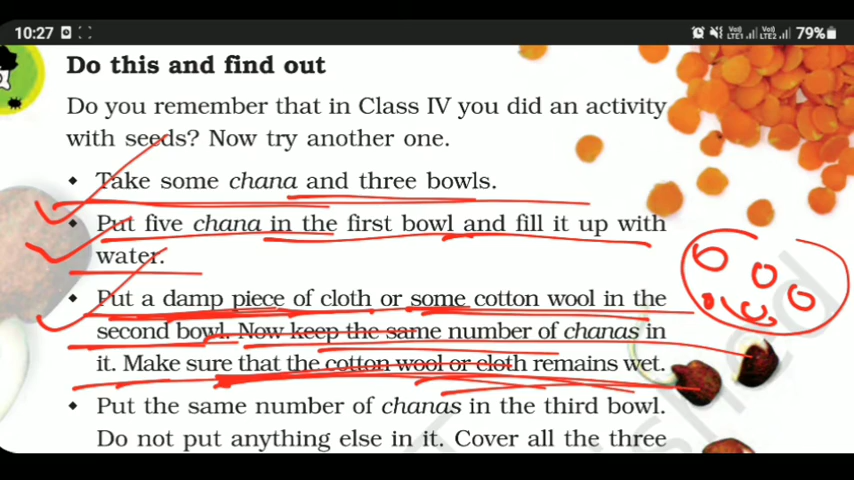 10:27
Vo)) LTE1 Vo)) LTE2 79%
Do this and find out
Do you remember that in Class IV you did an activity
with seeds? Now try another one.
• Take some chana and three bowls.
• Put five chana in the first bowl and fill it up with
water.
• Put a damp piece of cloth or some cotton wool in the
second bowl. Now keep the same number of chanas in
it. Make sure that the cotton wool or cloth remains wet.
• Put the same number of chanas in the third bowl.
Do not put anything else in it. Cover all the three